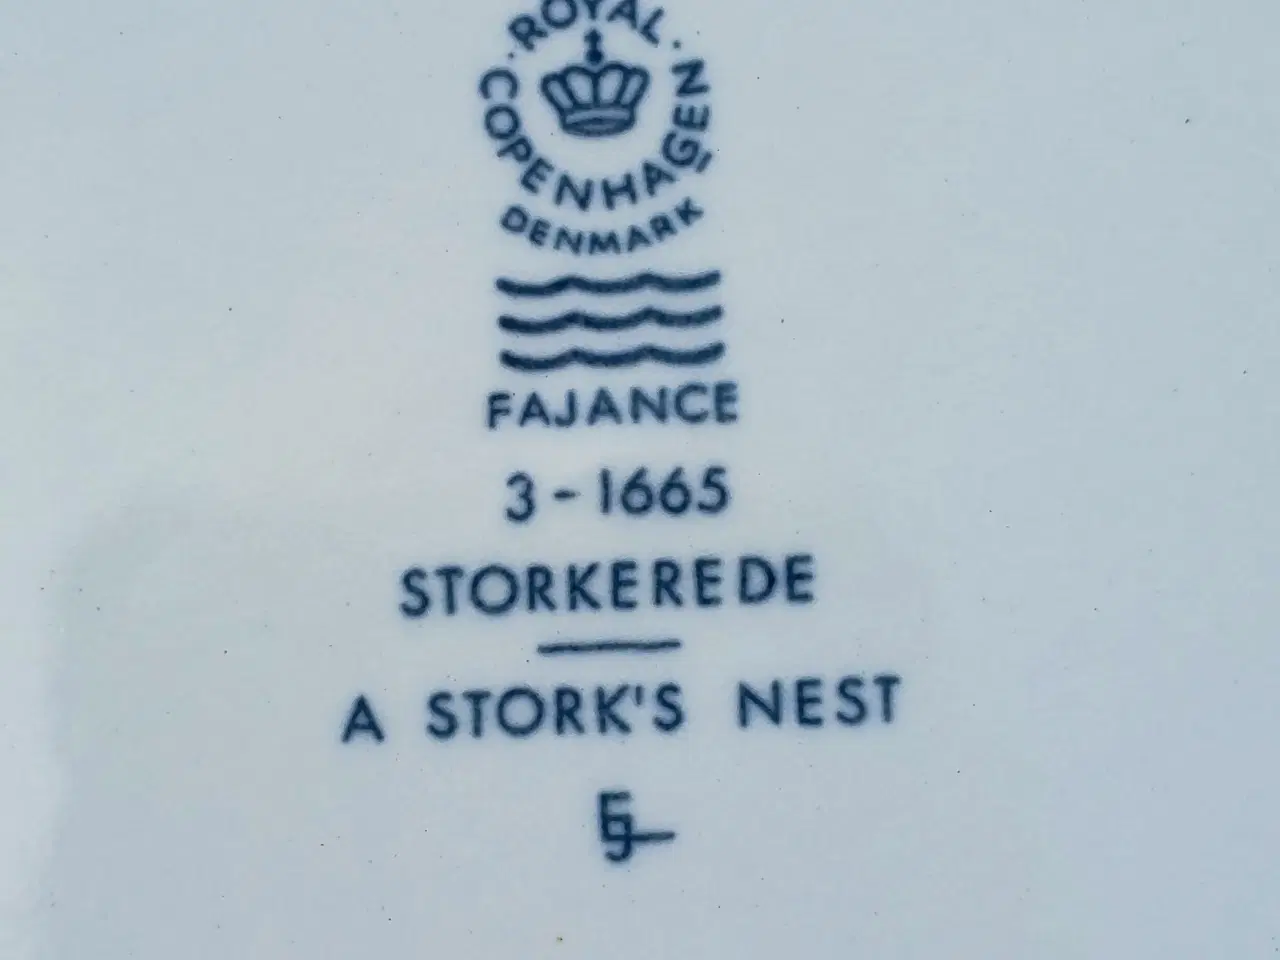 ROYAL
COPENHAGEN
DENMARK
FAJANCE
3-1665
STORKEREDE
A STORK'S NEST